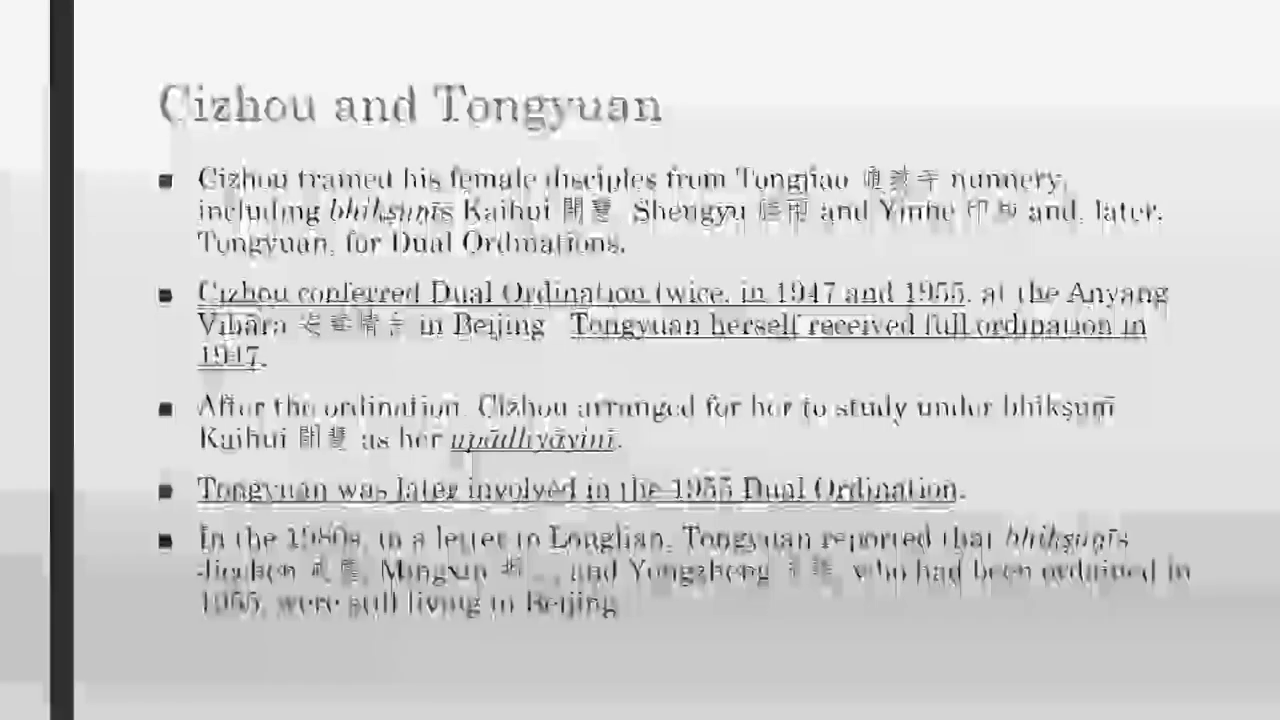 Cizhou and Tongyuan
Cizhou trained his female disciples from Tongjiao nunnery,
including bhikṣuṇīs Kaihui 開慧, Shengyu and Yinhe and, later,
Tongyuan, for Dual Ordinations.
Cizhou conferred Dual Ordination twice, in 1947 and 1955, at the Anyang
Vihāra in Beijing. Tongyuan herself received full ordination in
1947.
After the ordination, Cizhou arranged for her to study under bhikṣuṇī
Kaihui 開慧 as her upādhyāyinī.
Tongyuan was later involved in the 1955 Dual Ordination.
In the 1980s, in a letter to Longlian, Tongyuan reported that bhikṣuṇīs
and Yongzheng who had been ordained in
1955, were still living in Beijing